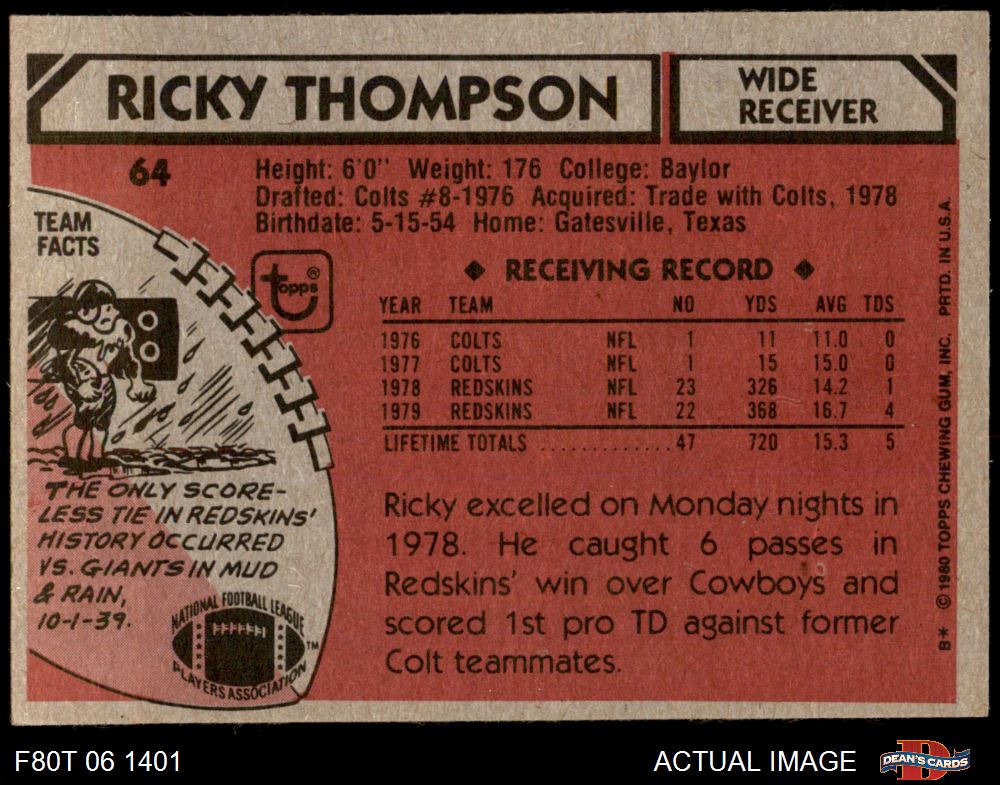 RICKY THOMPSON
WIDE
RECEIVER
64
Height: 6'0" Weight: 176 College: Baylor
Drafted: Colts #8-1976 Acquired: Trade with Colts, 1978
Birthdate: 5-15-54 Home: Gatesville, Texas
TEAM
FACTS
topps®
◆ RECEIVING RECORD ◆
YEAR TEAM NO YDS AVG TDS
1976 COLTS NFL 1 11 11.0 0
1977 COLTS NFL 1 15 15.0 0
1978 REDSKINS NFL 23 326 14.2 1
1979 REDSKINS NFL 22 368 16.7 4
LIFETIME TOTALS ............ 47 720 15.3 5
0
0
THE ONLY SCORE-
LESS TIE IN REDSKINS'
HISTORY OCCURRED
VS. GIANTS IN MUD
& RAIN,
10-1-39.
NATIONAL FOOTBALL LEAGUE
PLAYERS ASSOCIATION
TM
Ricky excelled on Monday nights in
1978. He caught 6 passes in
Redskins' win over Cowboys and
scored 1st pro TD against former
Colt teammates.
B* © 1980 TOPPS CHEWING GUM, INC. PRTD. IN U.S.A.
F80T 06 1401
ACTUAL IMAGE
D
DEAN'S CARDS